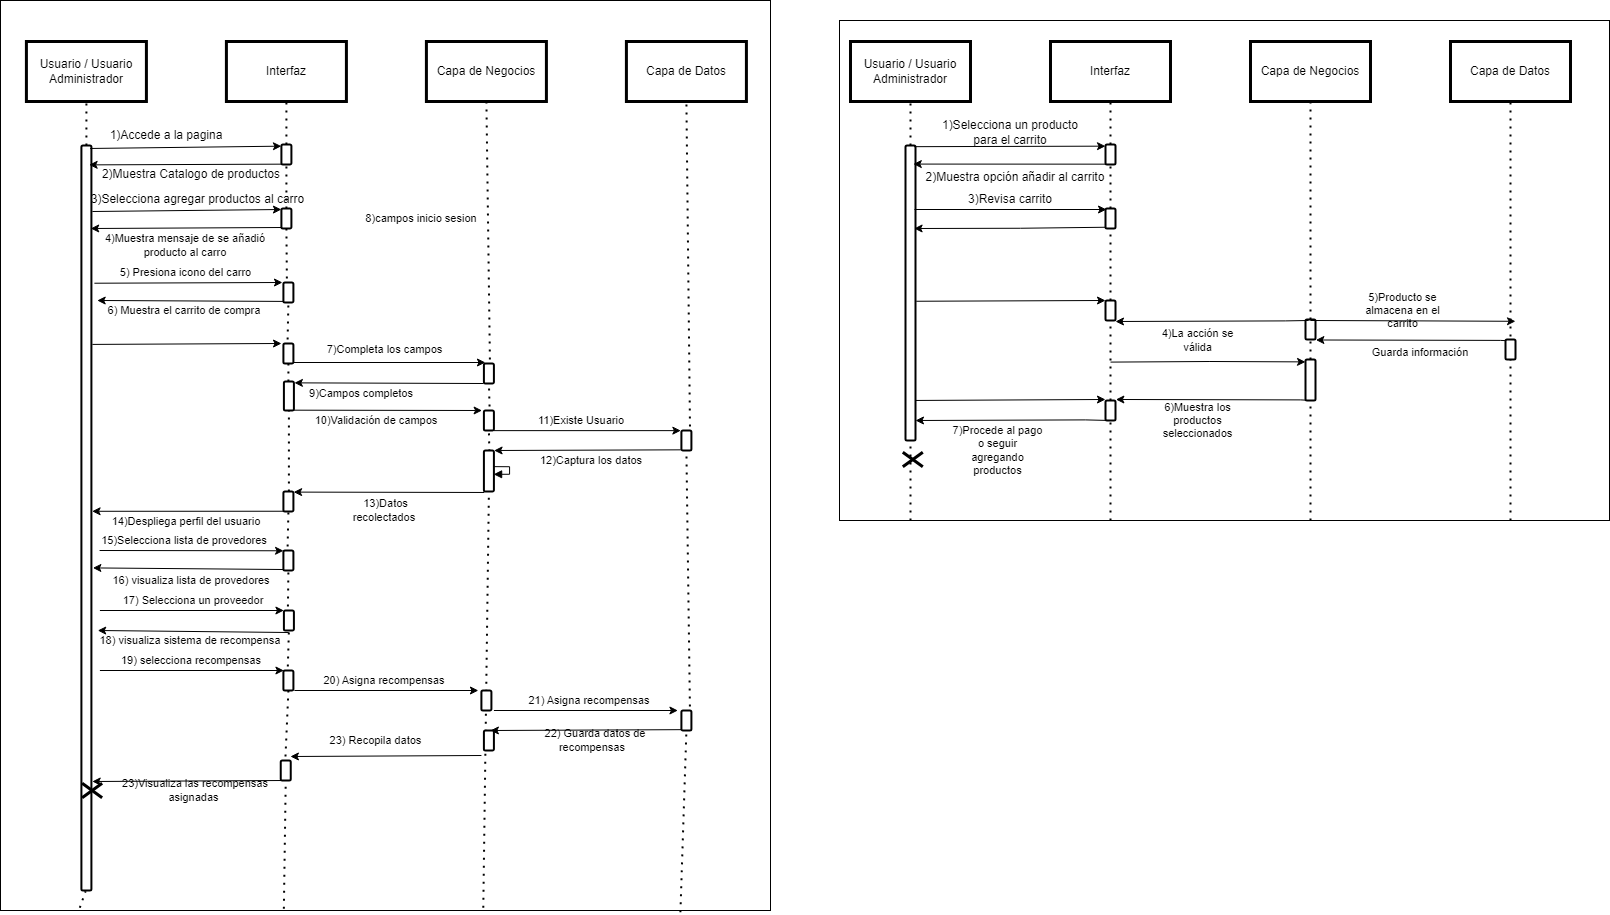 Usuario / Usuario
Administrador
Interfaz
Capa de Negocios
Capa de Datos
1)Accede a la pagina
2)Muestra Catalogo de productos
3)Selecciona agregar productos al carro
8)campos inicio sesion
4)Muestra mensaje de se añadió
producto al carro
5) Presiona icono del carro
6) Muestra el carrito de compra
7)Completa los campos
9)Campos completos
10)Validación de campos
11)Existe Usuario
12)Captura los datos
13)Datos
recolectados
14)Despliega perfil del usuario
15)Selecciona lista de provedores
16) visualiza lista de provedores
17) Selecciona un proveedor
18) visualiza sistema de recompensa
19) selecciona recompensas
20) Asigna recompensas
21) Asigna recompensas
22) Guarda datos de
recompensas
23) Recopila datos
23)Visualiza las recompensas
asignadas
Usuario / Usuario
Administrador
Interfaz
Capa de Negocios
Capa de Datos
1)Selecciona un producto
para el carrito
2)Muestra opción añadir al carrito
3)Revisa carrito
5)Producto se
almacena en el
carrito
4)La acción se
válida
Guarda información
6)Muestra los
productos
seleccionados
7)Procede al pago
o seguir
agregando
productos